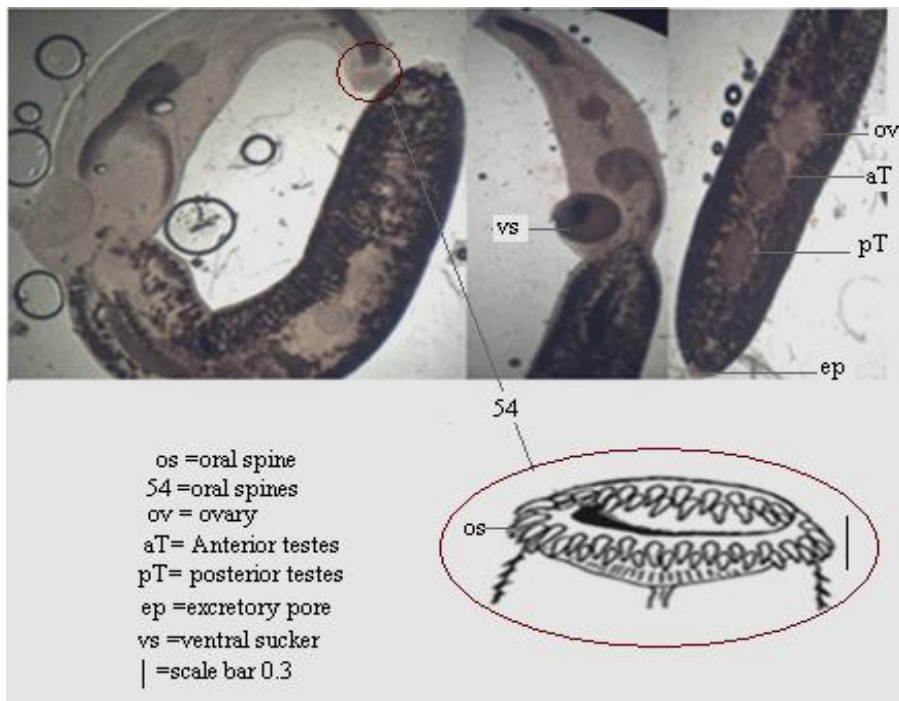 ov
aT
vs
pT
ep
54
os =oral spine
54 =oral spines
ov = ovary
os
aT= Anterior testes
pT= posterior testes
ep =excretory pore
vs =ventral sucker
| =scale bar 0.3